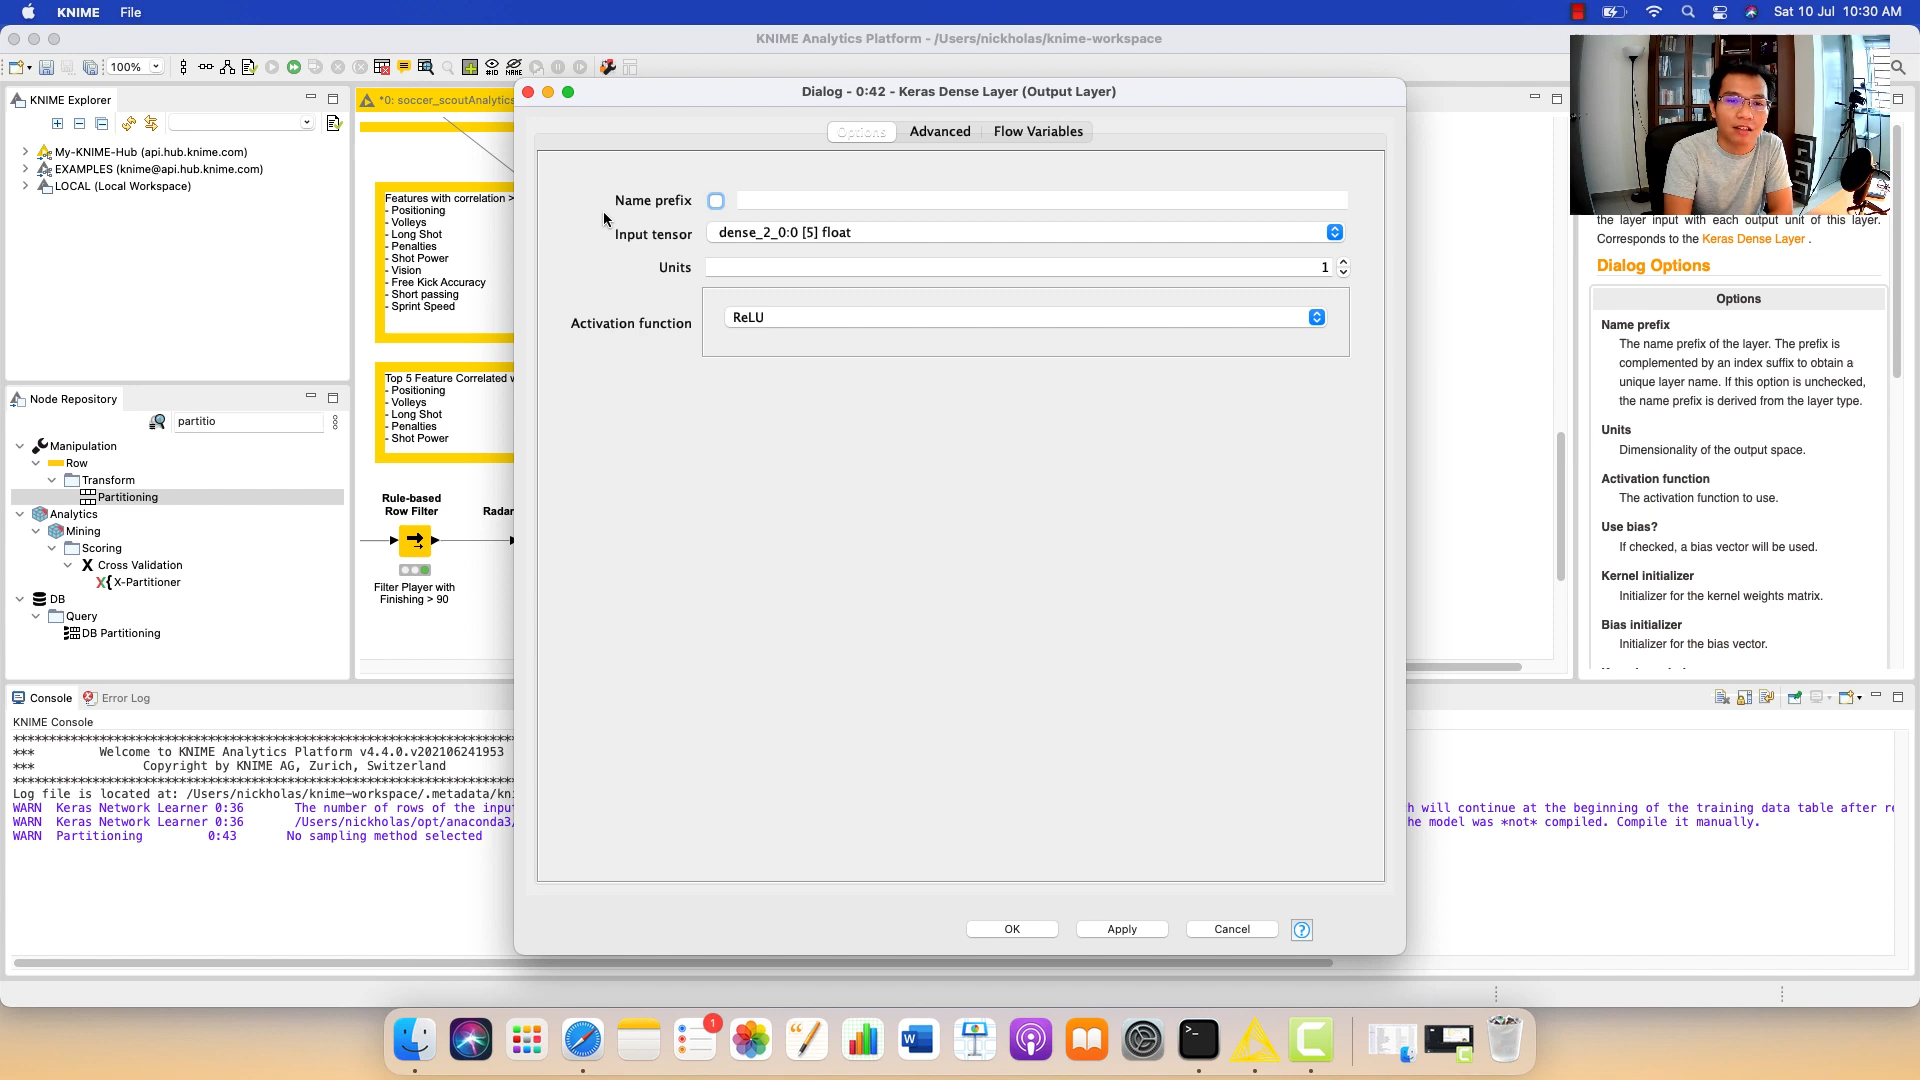 KNIME File
Sat 10 Jul 10:30 AM
KNIME Analytics Platform - /Users/nickholas/knime-workspace
100%
KNIME Explorer
My-KNIME-Hub (api.hub.knime.com)
EXAMPLES (knime@api.hub.knime.com)
LOCAL (Local Workspace)
Node Repository
partitio
Manipulation
Row
Transform
Partitioning
Analytics
Mining
Scoring
Cross Validation
X-Partitioner
DB
Query
DB Partitioning
*0: soccer_scoutAnalytics
Features with correlation >
- Positioning
- Volleys
- Long Shot
- Penalties
- Shot Power
- Vision
- Free Kick Accuracy
- Short passing
- Sprint Speed
Top 5 Feature Correlated
- Positioning
- Volleys
- Long Shot
- Penalties
- Shot Power
Rule-based
Row Filter
Radar
Filter Player with
Finishing > 90
Dialog - 0:42 - Keras Dense Layer (Output Layer)
Options Advanced Flow Variables
Name prefix
Input tensor dense_2_0:0 [5] float
Units 1
Activation function ReLU
OK Apply Cancel ?
the layer input with each output unit of this layer.
Corresponds to the Keras Dense Layer .
Dialog Options
Options
Name prefix
The name prefix of the layer. The prefix is
complemented by an index suffix to obtain a
unique layer name. If this option is unchecked,
the name prefix is derived from the layer type.
Units
Dimensionality of the output space.
Activation function
The activation function to use.
Use bias?
If checked, a bias vector will be used.
Kernel initializer
Initializer for the kernel weights matrix.
Bias initializer
Initializer for the bias vector.
Console Error Log
KNIME Console
*** Welcome to KNIME Analytics Platform v4.4.0.v202106241953
*** Copyright by KNIME AG, Zurich, Switzerland
Log file is located at: /Users/nickholas/knime-workspace/.metadata/kni
WARN Keras Network Learner 0:36 The number of rows of the input h will continue at the beginning of the training data table after re
WARN Keras Network Learner 0:36 /Users/nickholas/opt/anaconda3/ he model was *not* compiled. Compile it manually.
WARN Partitioning 0:43 No sampling method selected
1